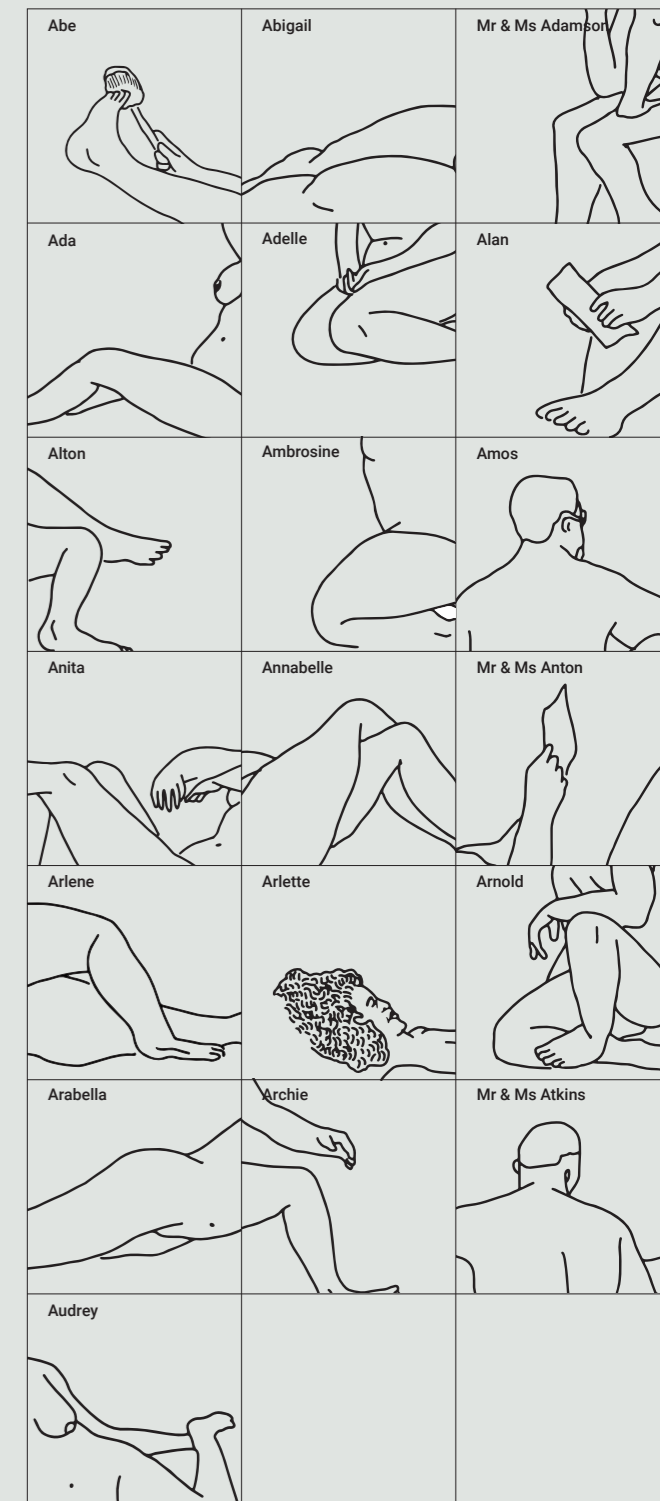 Abe
Abigail
Mr & Ms Adamson
Ada
Adelle
Alan
Alton
Ambrosine
Amos
Anita
Annabelle
Mr & Ms Anton
Arlene
Arlette
Arnold
Arabella
Archie
Mr & Ms Atkins
Audrey